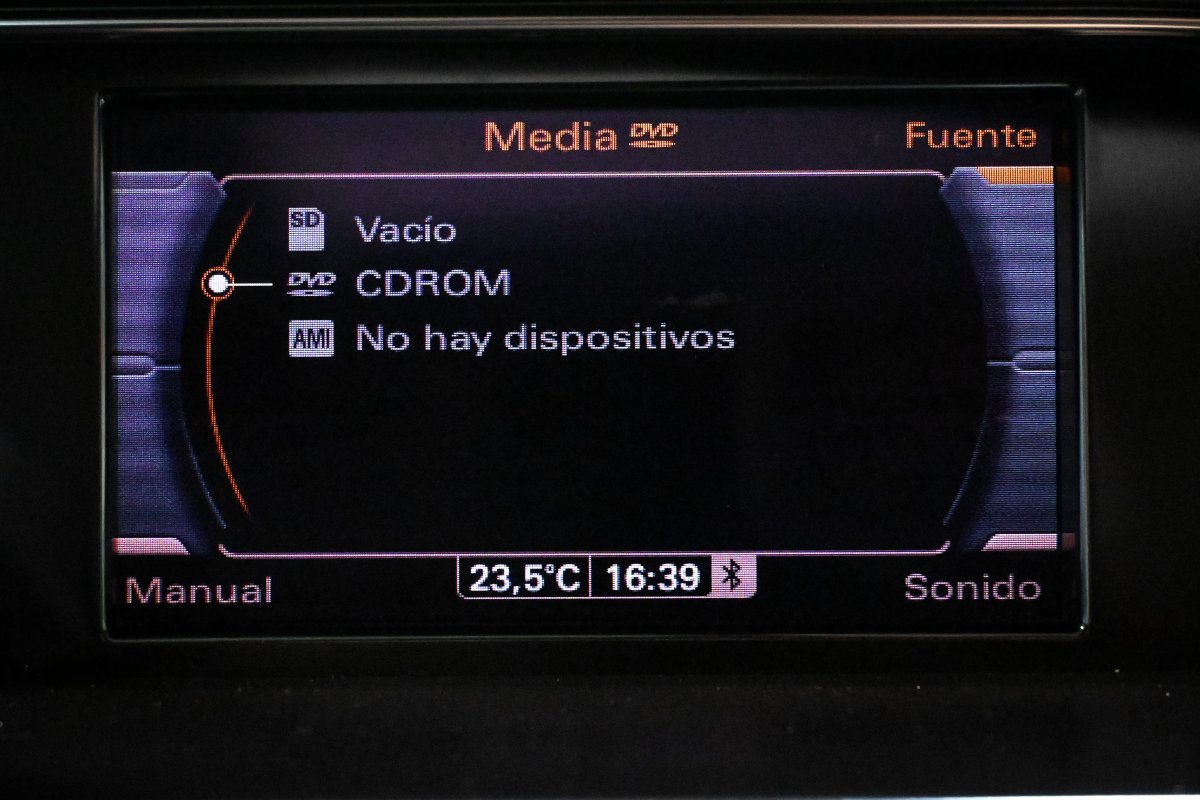 Media DVD
Fuente
SD Vacío
DVD CDROM
AMI No hay dispositivos
Manual
23,5°C 16:39
Sonido